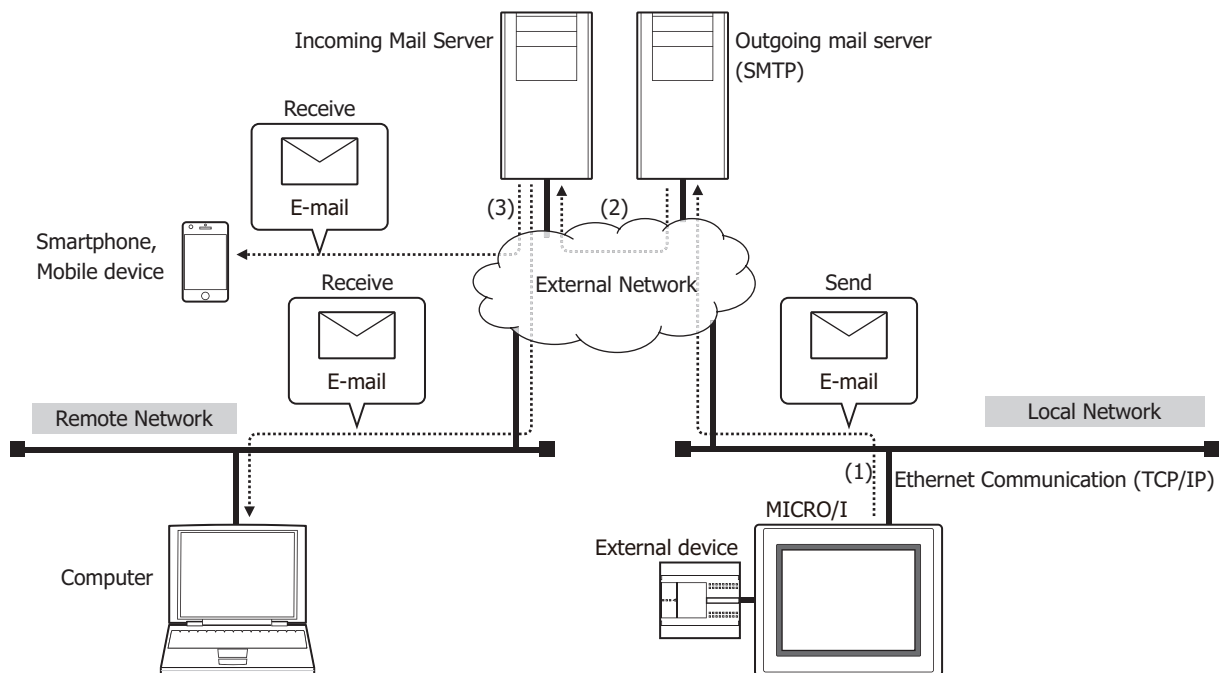 Incoming Mail Server
Outgoing mail server
(SMTP)
Receive
E-mail
(3)
(2)
Smartphone,
Mobile device
External Network
Receive
E-mail
Send
E-mail
Remote Network
Local Network
(1)
Ethernet Communication (TCP/IP)
MICRO/I
External device
Computer